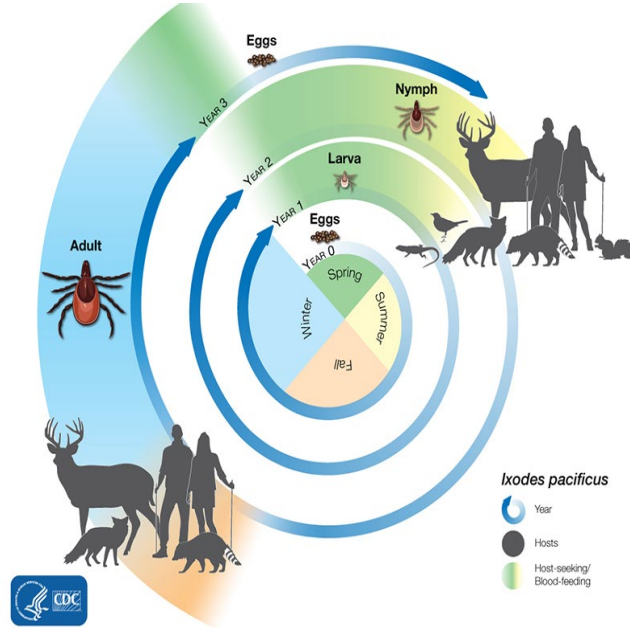 Eggs
Nymph
YEAR 3
YEAR 2
Larva
YEAR 1
Eggs
YEAR 0
Spring
Summer
Fall
Winter
Adult
Ixodes pacificus
Year
Hosts
Host-seeking/
Blood-feeding
CDC